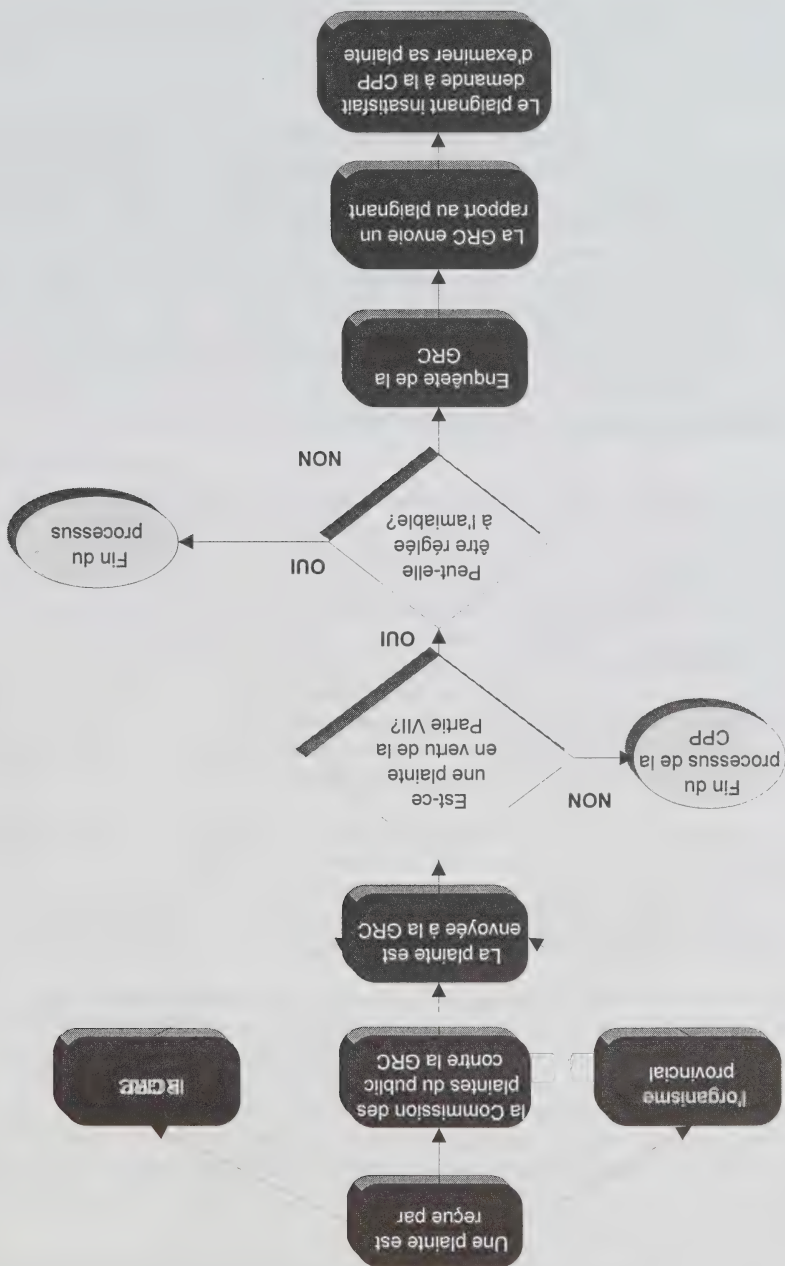 Une plainte est
reçue par
l'organisme
provincial
la Commission des
plaintes du public
contre la GRC
La plainte est
envoyée à la GRC
Est-ce
une plainte
en vertu de la
Partie VII?
NON
Fin du
processus de la
CPP
OUI
Peut-elle
être réglée
à l'amiable?
OUI
Fin du
processus
NON
Enquêete de la
GRC
La GRC envoie un
rapport au plaignant
Le plaignant insatisfait
demande à la CPP
d'examiner sa plainte